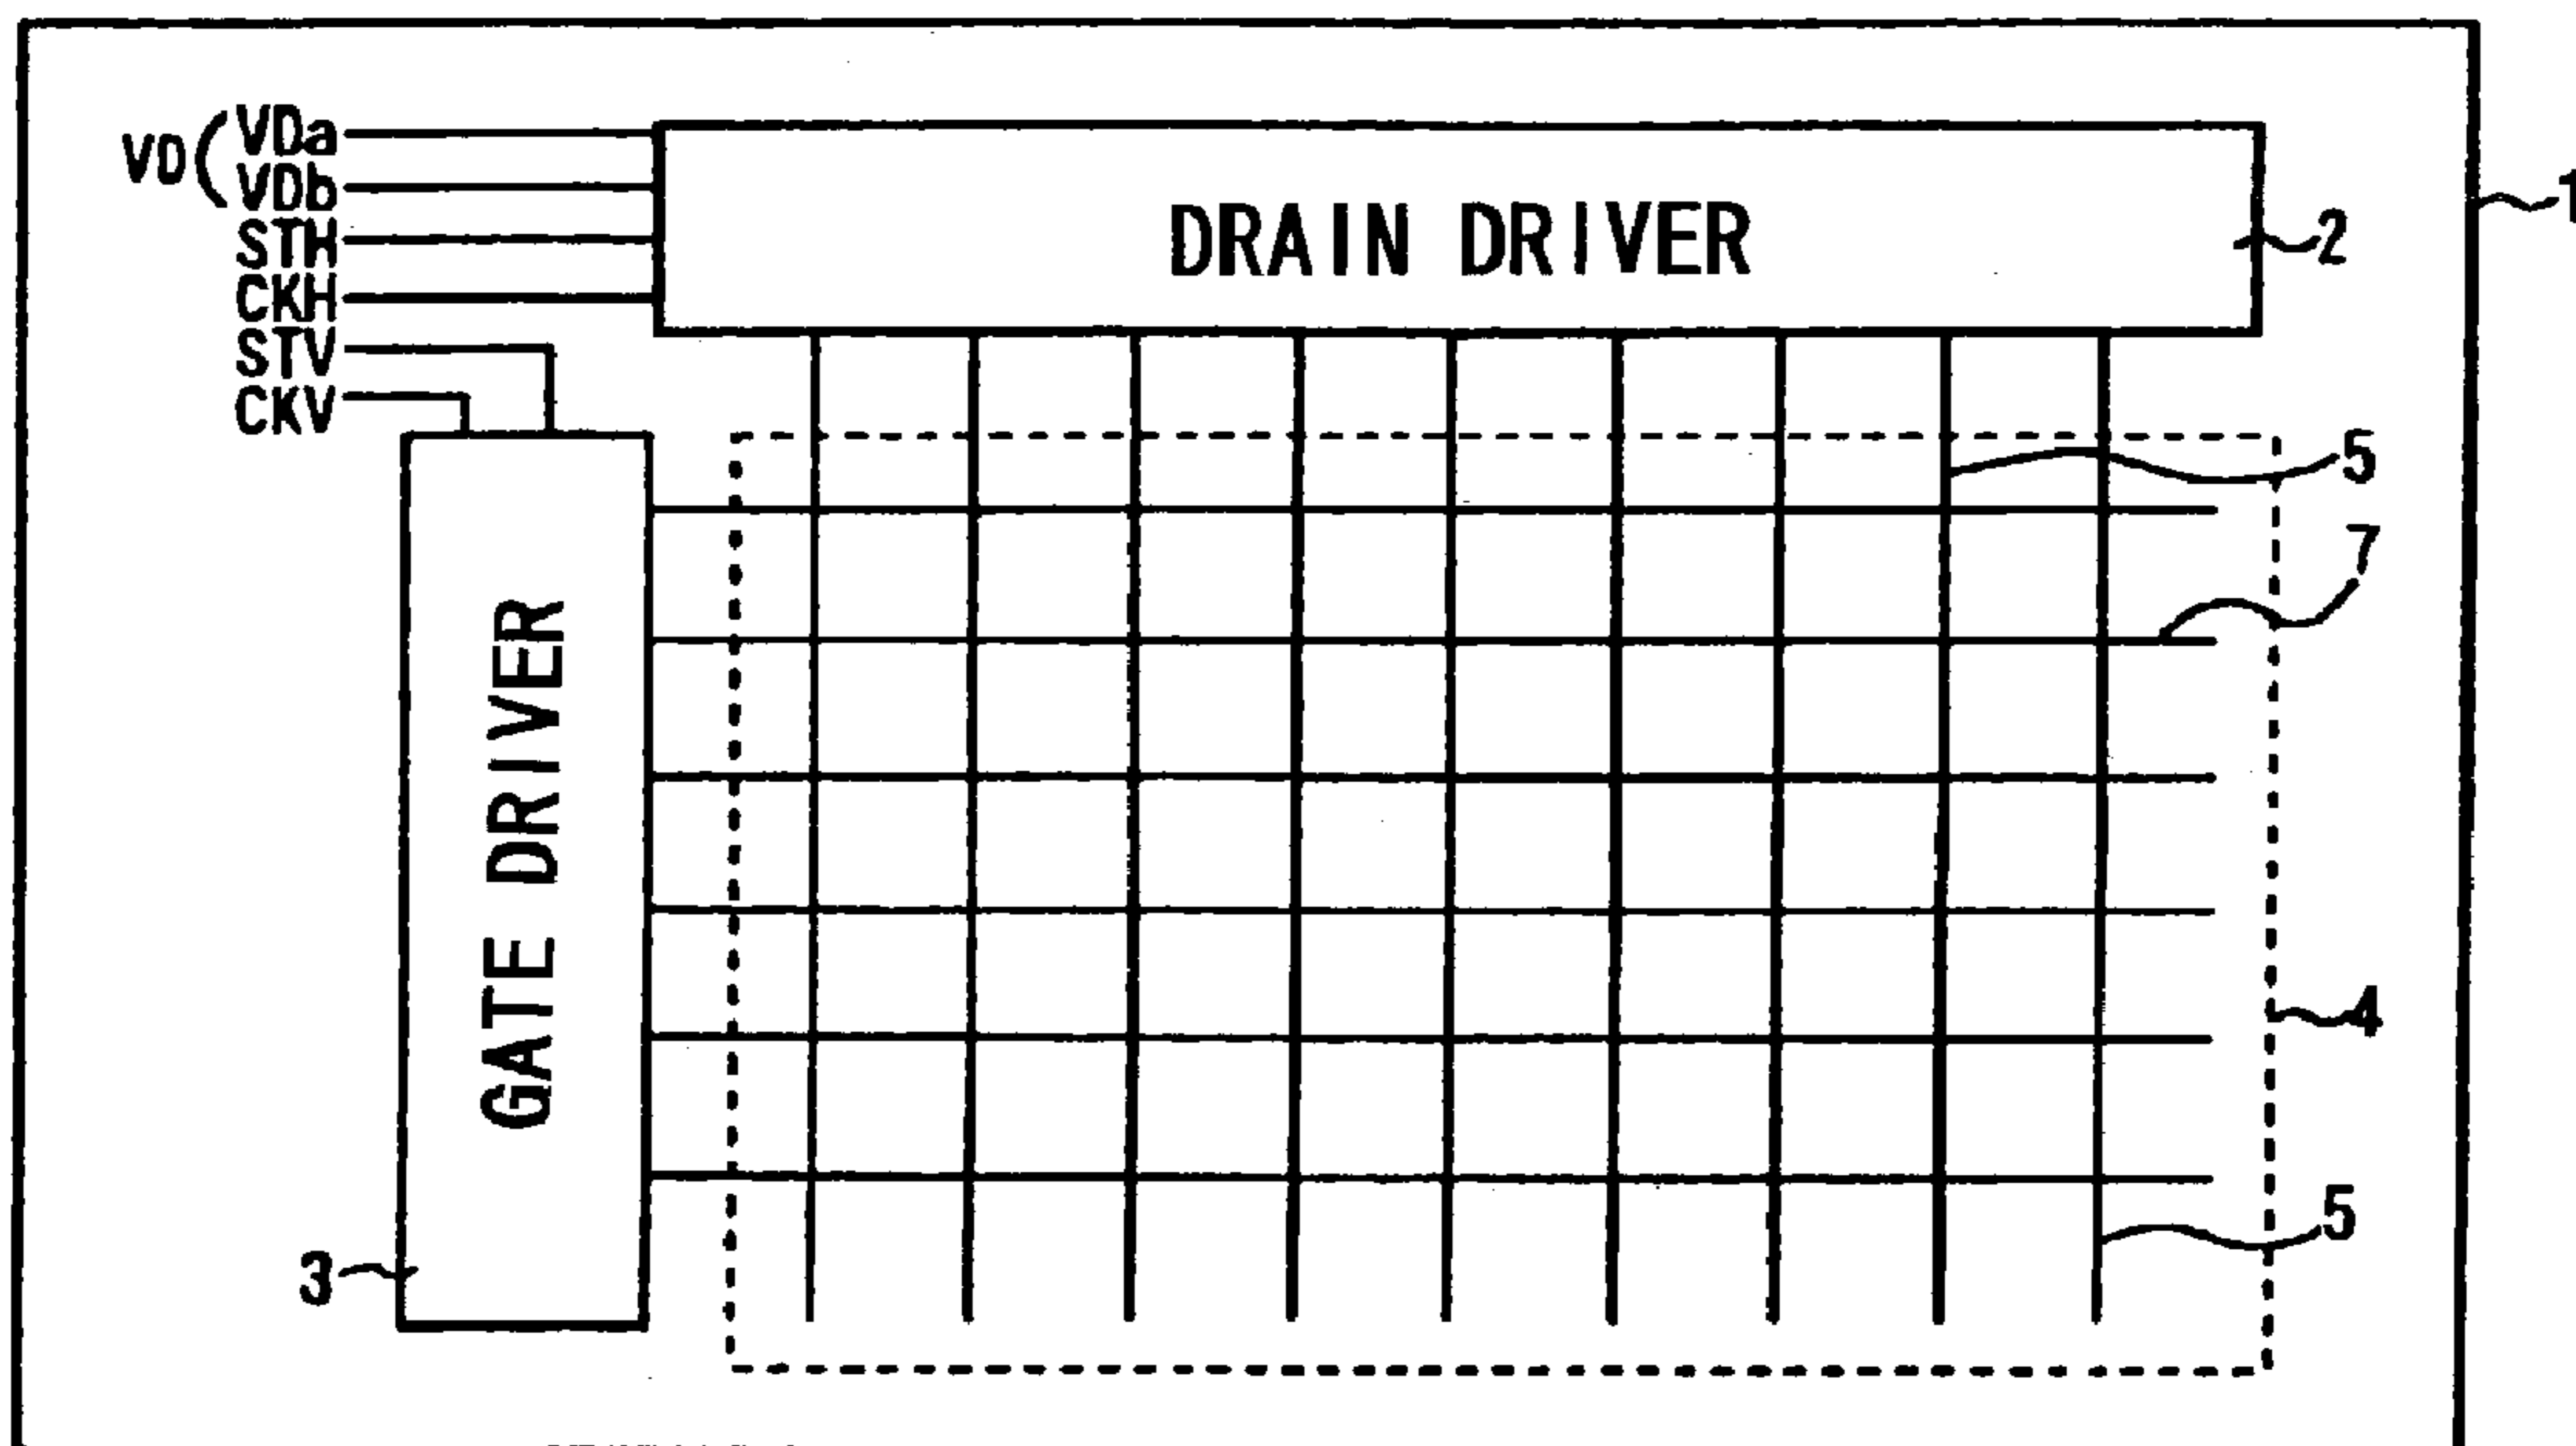 VD( VDa
VDb
STH
CKH
STV
CKV
DRAIN DRIVER
1
2
5
7
GATE DRIVER
4
5
3